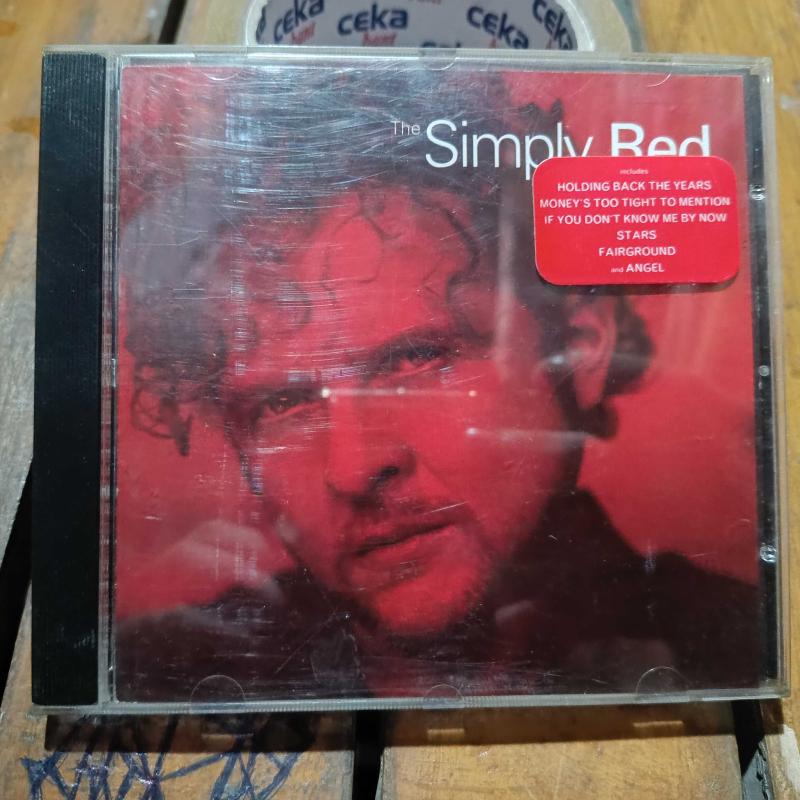 ceka
ceka
ceka
ceka
The Simply Red
includes
HOLDING BACK THE YEARS
MONEY'S TOO TIGHT TO MENTION
IF YOU DON'T KNOW ME BY NOW
STARS
FAIRGROUND
and ANGEL